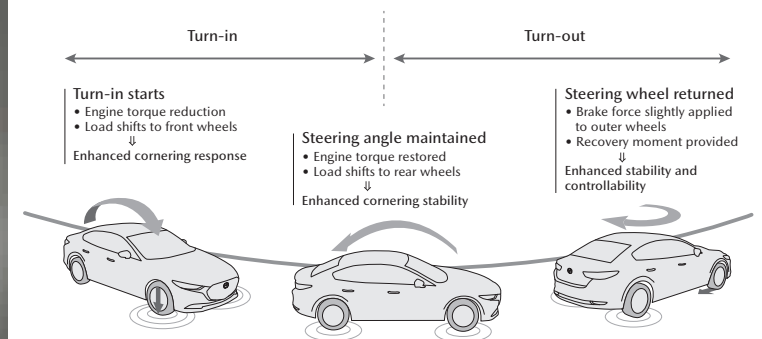 Turn-in
Turn-out
Turn-in starts
• Engine torque reduction
• Load shifts to front wheels
⇓
Enhanced cornering response
Steering angle maintained
• Engine torque restored
• Load shifts to rear wheels
⇓
Enhanced cornering stability
Steering wheel returned
• Brake force slightly applied
to outer wheels
• Recovery moment provided
⇓
Enhanced stability and
controllability